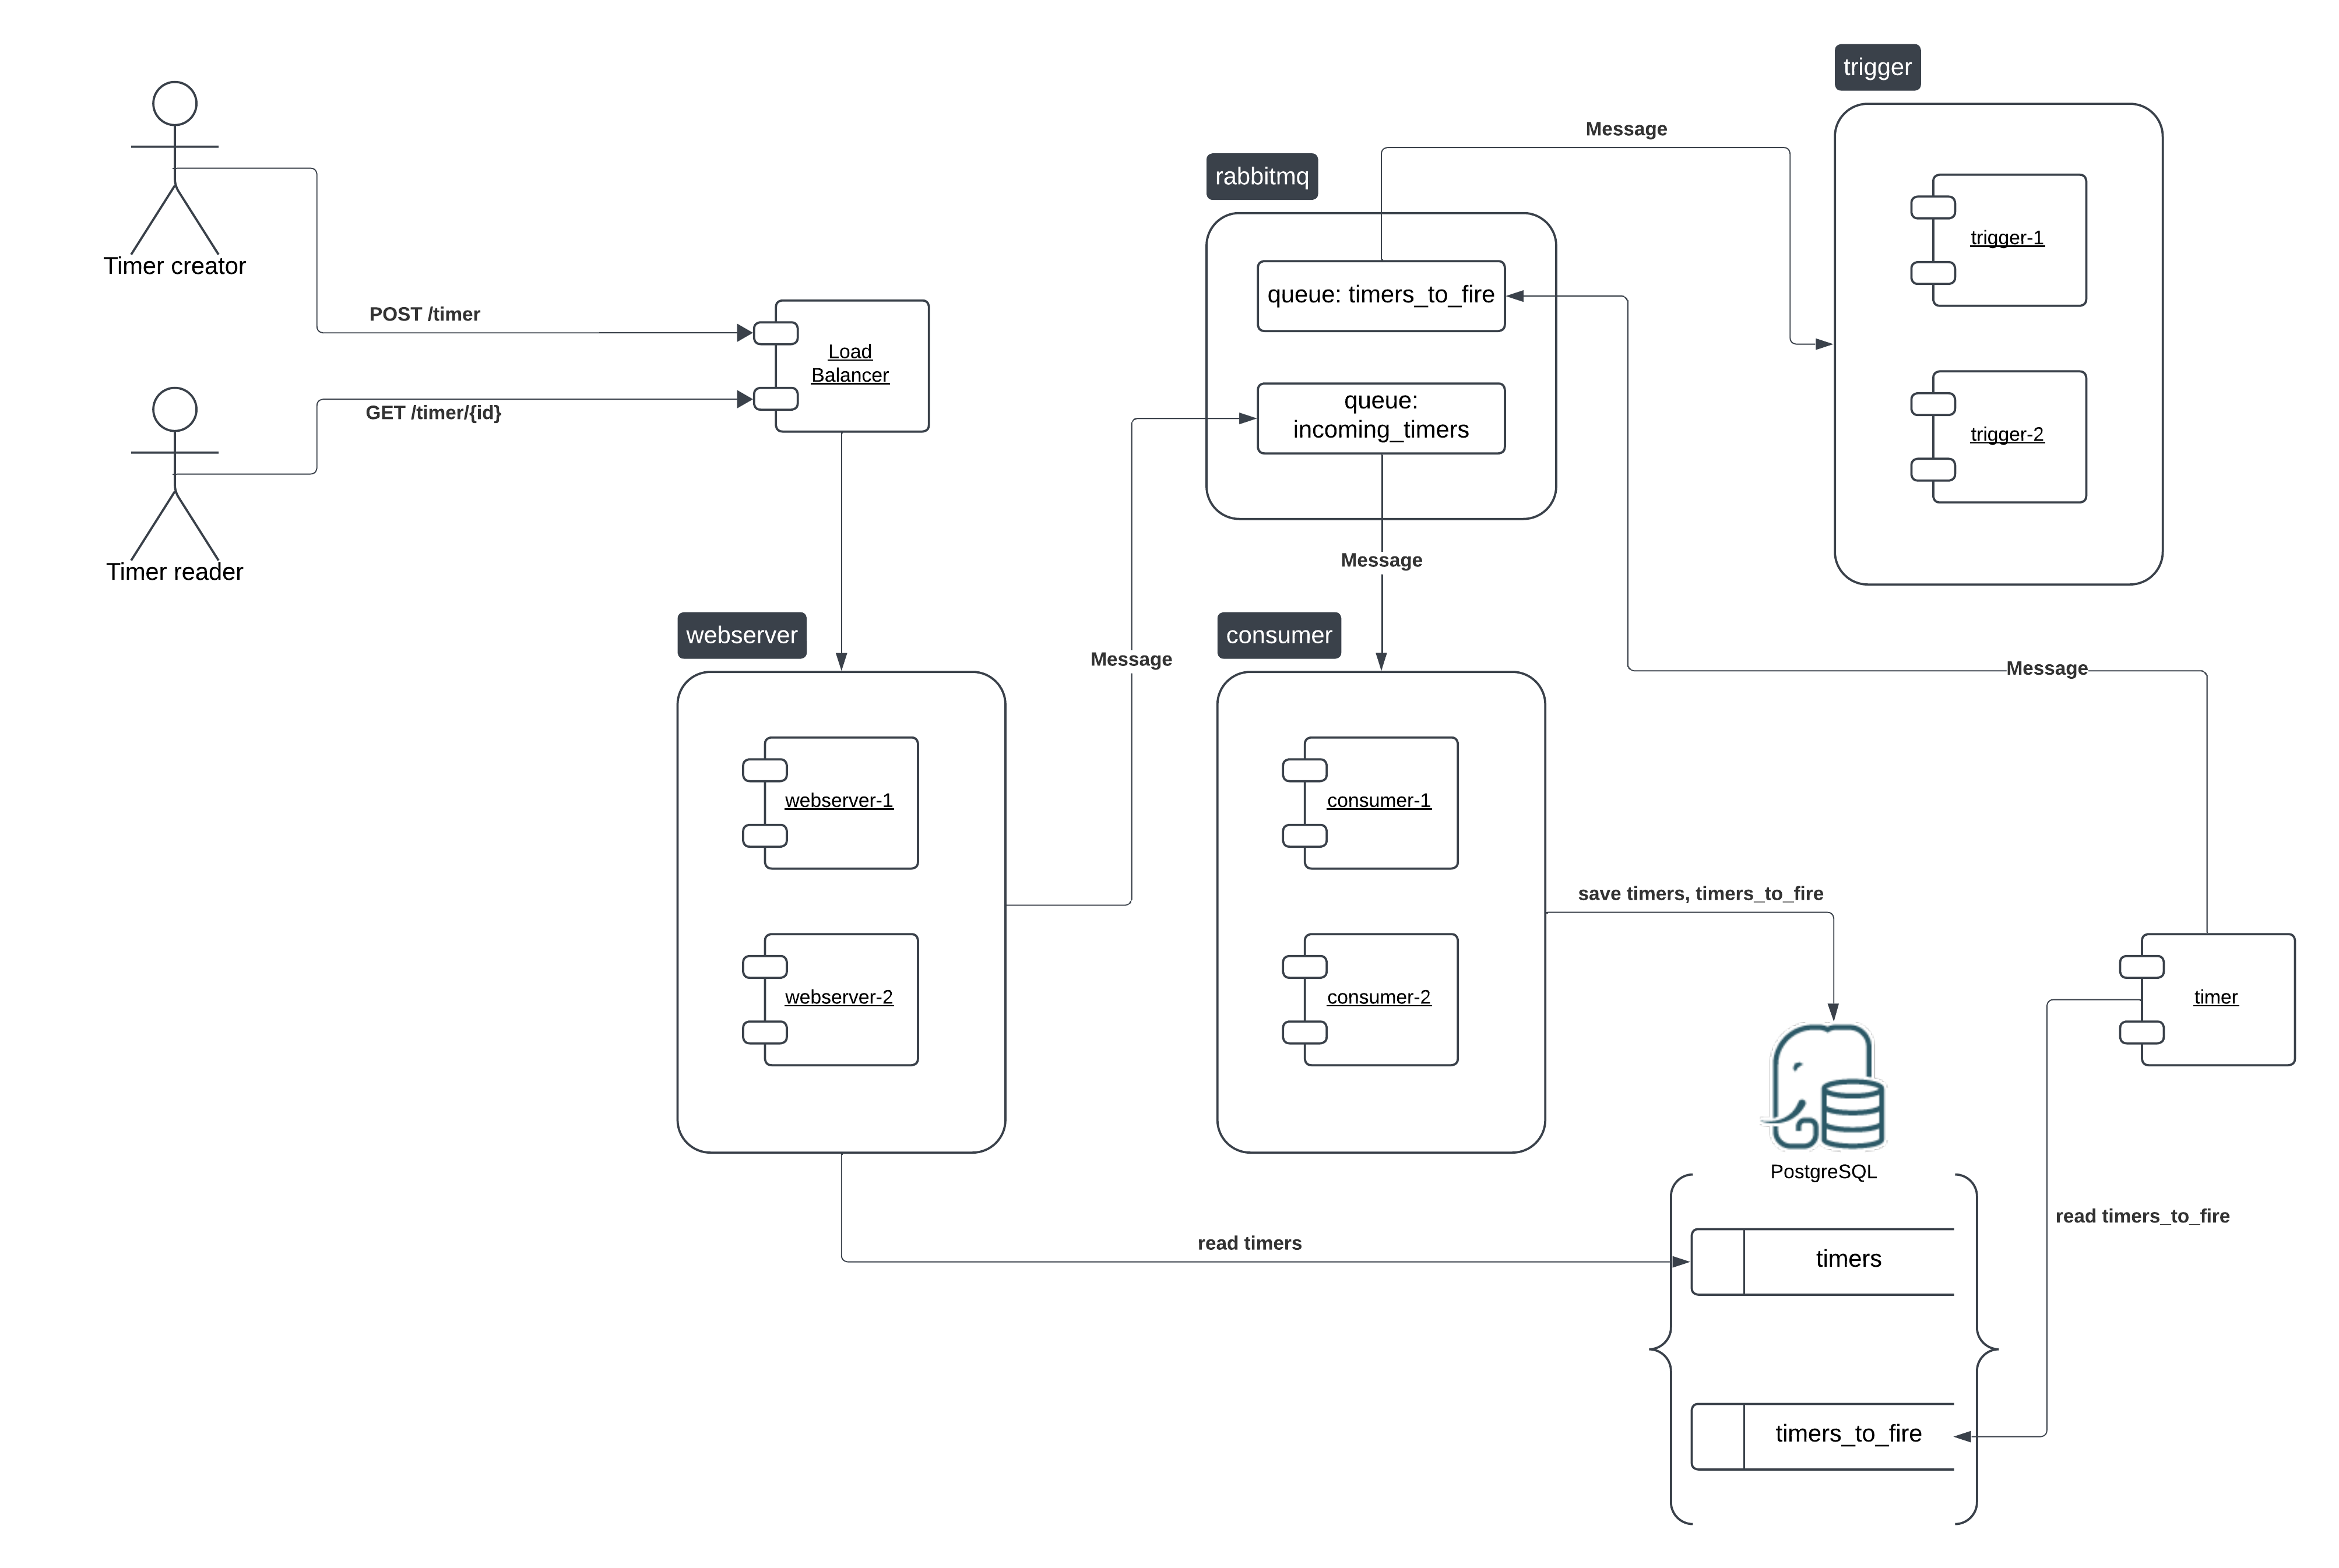 trigger
Message
rabbitmq
trigger-1
Timer creator
queue: timers_to_fire
POST /timer
Load
Balancer
GET /timer/{id}
queue:
incoming_timers
trigger-2
Timer reader
Message
webserver
consumer
Message
Message
webserver-1
consumer-1
save timers, timers_to_fire
webserver-2
consumer-2
timer
PostgreSQL
read timers_to_fire
read timers
timers
timers_to_fire